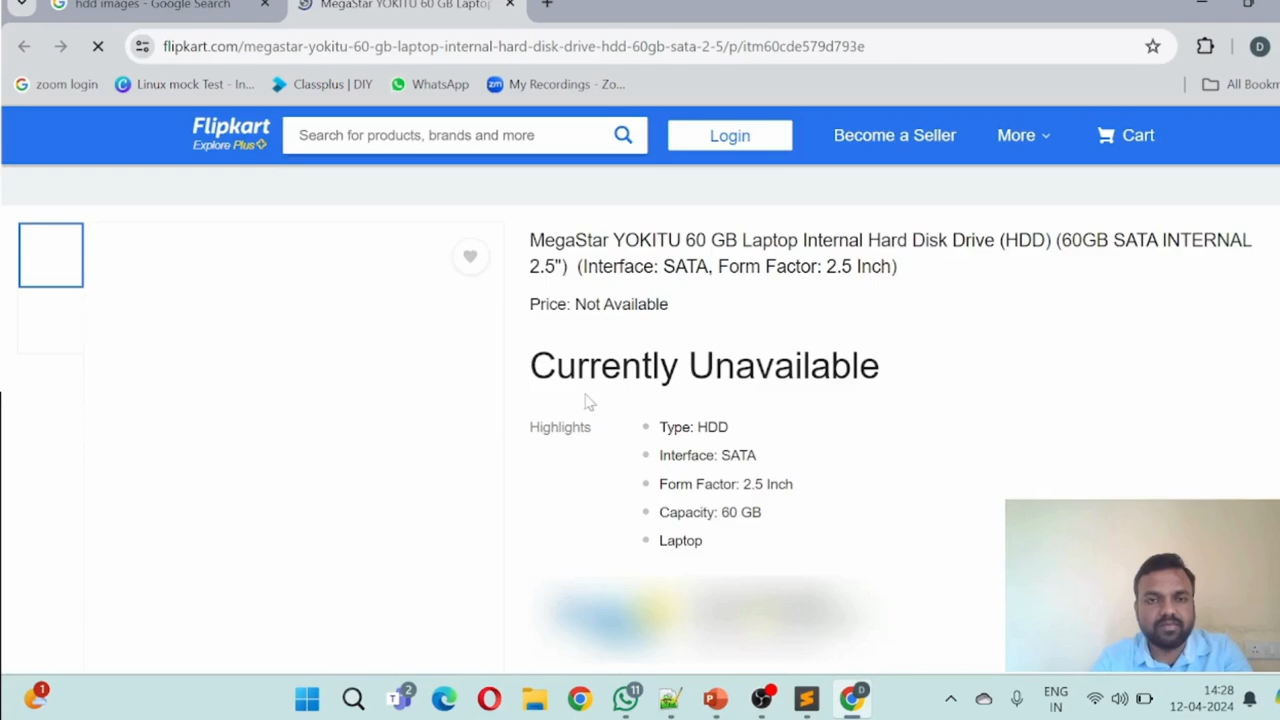 hdd images - Google Search
MegaStar YOKITU 60 GB Laptop
flipkart.com/megastar-yokitu-60-gb-laptop-internal-hard-disk-drive-hdd-60gb-sata-2-5/p/itm60cde579d793e
D
zoom login
Linux mock Test - In...
Classplus | DIY
WhatsApp
My Recordings - Zo...
All Bookm
Flipkart
Explore Plus
Search for products, brands and more
Login
Become a Seller
More
Cart
MegaStar YOKITU 60 GB Laptop Internal Hard Disk Drive (HDD) (60GB SATA INTERNAL
2.5") (Interface: SATA, Form Factor: 2.5 Inch)
Price: Not Available
Currently Unavailable
Highlights
Type: HDD
Interface: SATA
Form Factor: 2.5 Inch
Capacity: 60 GB
Laptop
1
2
11
D
ENG
IN
14:28
12-04-2024